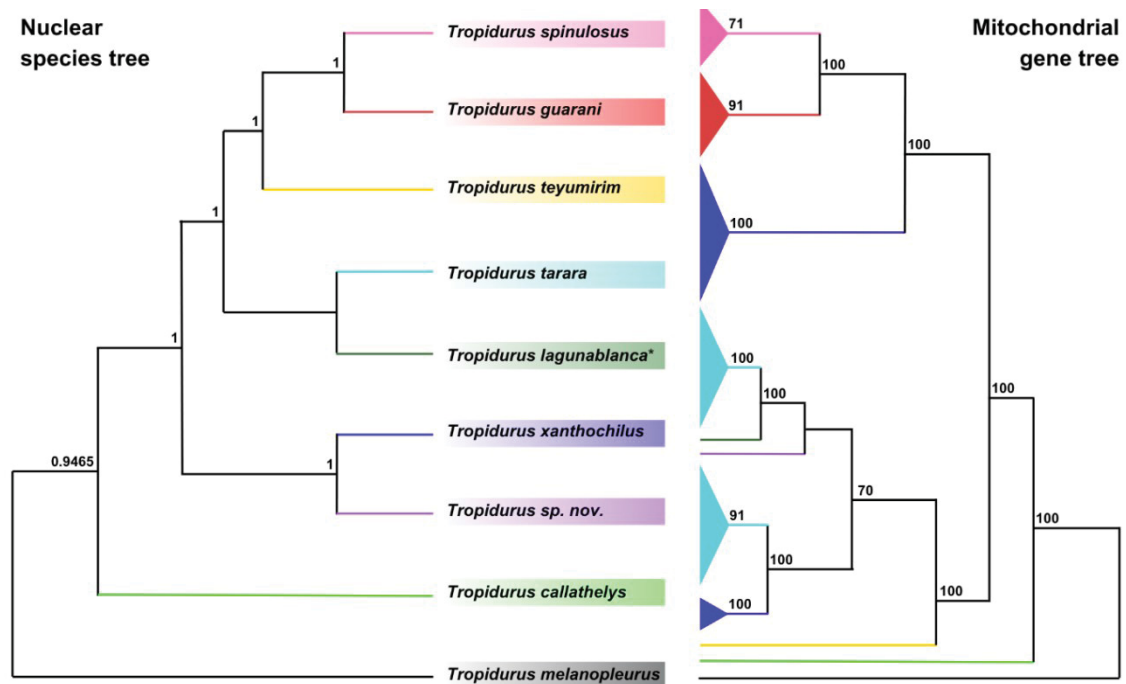 Nuclear
species tree
Mitochondrial
gene tree
Tropidurus spinulosus
Tropidurus guarani
Tropidurus teyumirim
Tropidurus tarara
Tropidurus lagunablanca*
Tropidurus xanthochilus
Tropidurus sp. nov.
Tropidurus callathelys
Tropidurus melanopleurus
1
1
1
1
1
0.9465
71
100
91
100
100
100
100
100
70
91
100
100
100
100